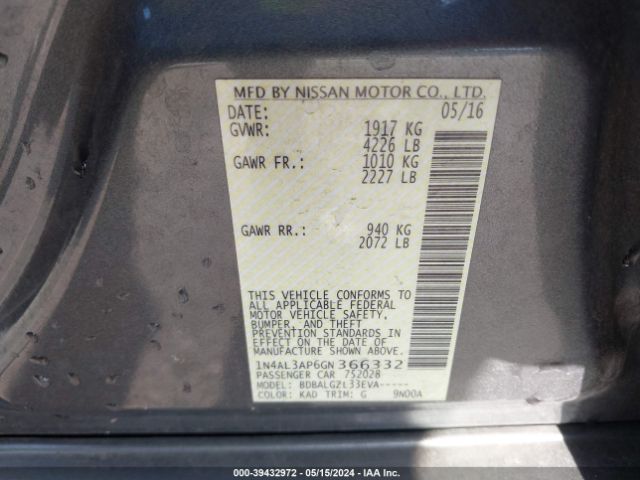 MFD BY NISSAN MOTOR CO., LTD.
DATE: 05/16
GVWR: 1917 KG
4226 LB
GAWR FR.: 1010 KG
2227 LB
GAWR RR.: 940 KG
2072 LB
THIS VEHICLE CONFORMS TO
ALL APPLICABLE FEDERAL
MOTOR VEHICLE SAFETY,
BUMPER, AND THEFT
PREVENTION STANDARDS IN
EFFECT ON THE DATE OF
MANUFACTURE SHOWN ABOVE.
1N4AL3AP6GN366332
PASSENGER CAR 752028
MODEL: BDBALGZL33EVA-----
COLOR: KAD TRIM: G 9N00A
000-39432972 - 05/15/2024 - IAA Inc.